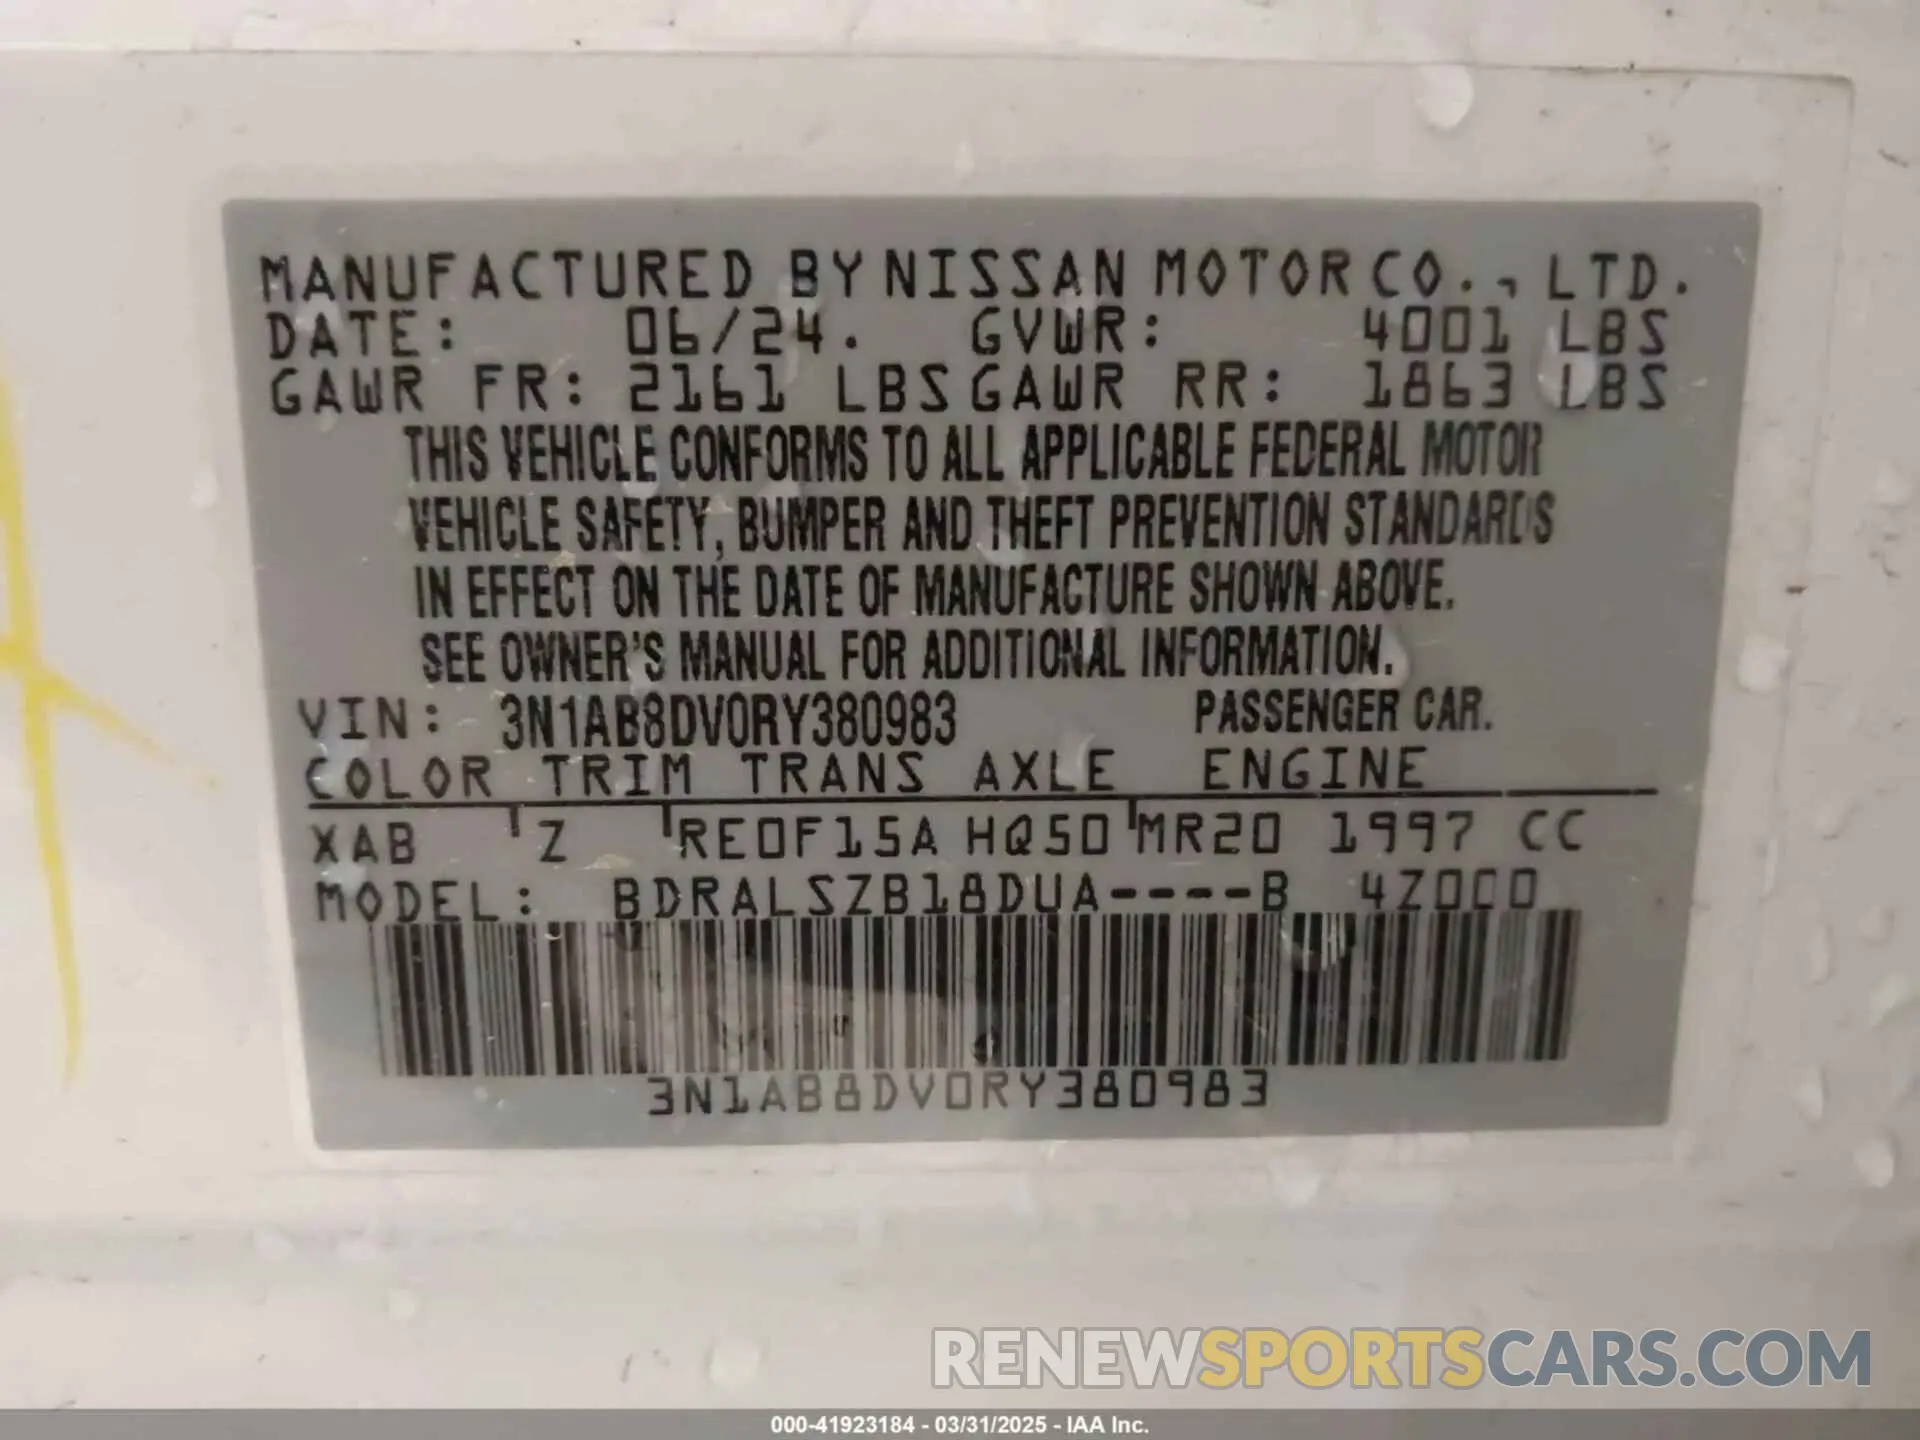 MANUFACTURED BY NISSAN MOTOR CO., LTD.
DATE: 06/24. GVWR: 4001 LBS
GAWR FR: 2161 LBS GAWR RR: 1863 LBS
THIS VEHICLE CONFORMS TO ALL APPLICABLE FEDERAL MOTOR
VEHICLE SAFETY, BUMPER AND THEFT PREVENTION STANDARDS
IN EFFECT ON THE DATE OF MANUFACTURE SHOWN ABOVE.
SEE OWNER'S MANUAL FOR ADDITIONAL INFORMATION.
VIN: 3N1AB8DV0RY380983 PASSENGER CAR.
COLOR TRIM TRANS AXLE ENGINE
XAB Z RE0F15A HQ50 MR20 1997 CC
MODEL: BDRALSZB18DUA----B 4Z0C0
3N1AB8DV0RY380983
RENEWSPORTSCARS.COM
000-41923184 - 03/31/2025 - IAA Inc.